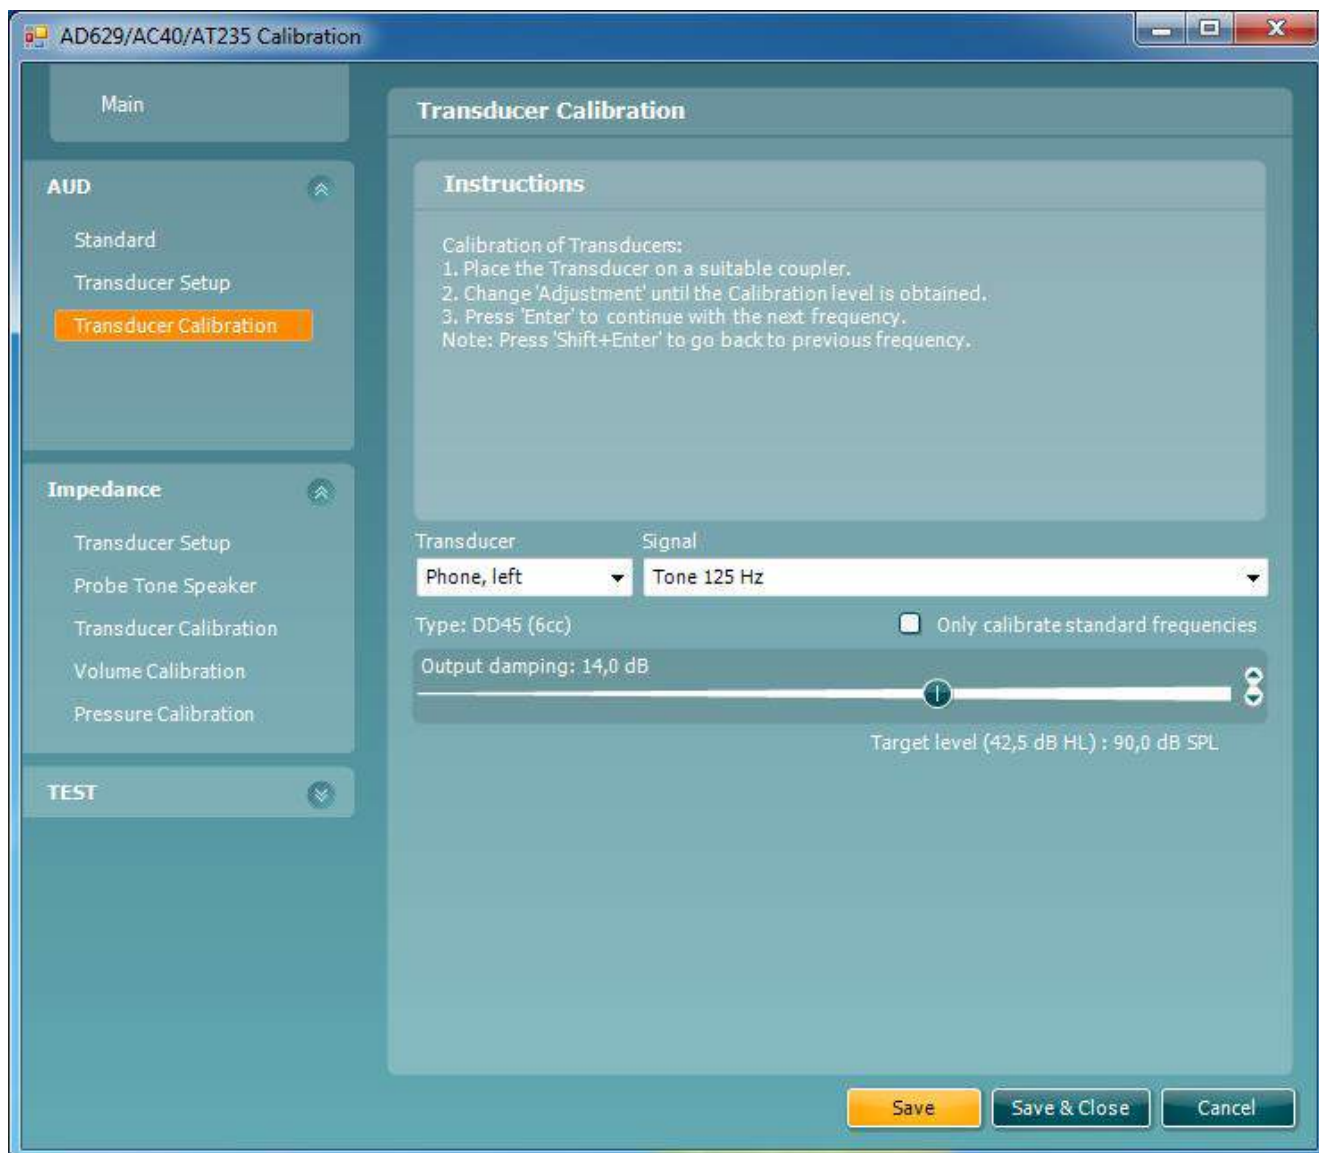 AD629/AC40/AT235 Calibration
Main
AUD
Standard
Transducer Setup
Transducer Calibration
Impedance
Transducer Setup
Probe Tone Speaker
Transducer Calibration
Volume Calibration
Pressure Calibration
TEST
Transducer Calibration
Instructions
Calibration of Transducers:
1. Place the Transducer on a suitable coupler.
2. Change 'Adjustment' until the Calibration level is obtained.
3. Press 'Enter' to continue with the next frequency.
Note: Press 'Shift+Enter' to go back to previous frequency.
Transducer Signal
Phone, left Tone 125 Hz
Type: DD45 (6cc) Only calibrate standard frequencies
Output damping: 14,0 dB
Target level (42,5 dB HL) : 90,0 dB SPL
Save Save & Close Cancel